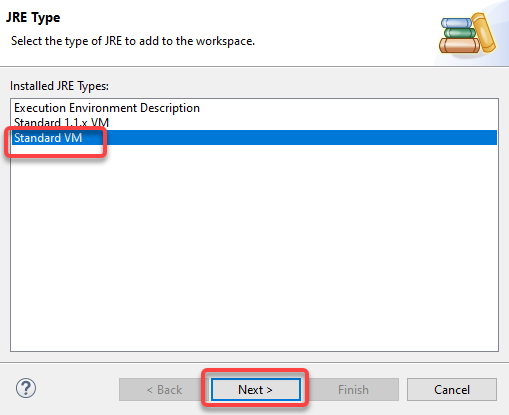 JRE Type
Select the type of JRE to add to the workspace.
Installed JRE Types:
Execution Environment Description
Standard 1.1.x VM
Standard VM
?
< Back
Next >
Finish
Cancel